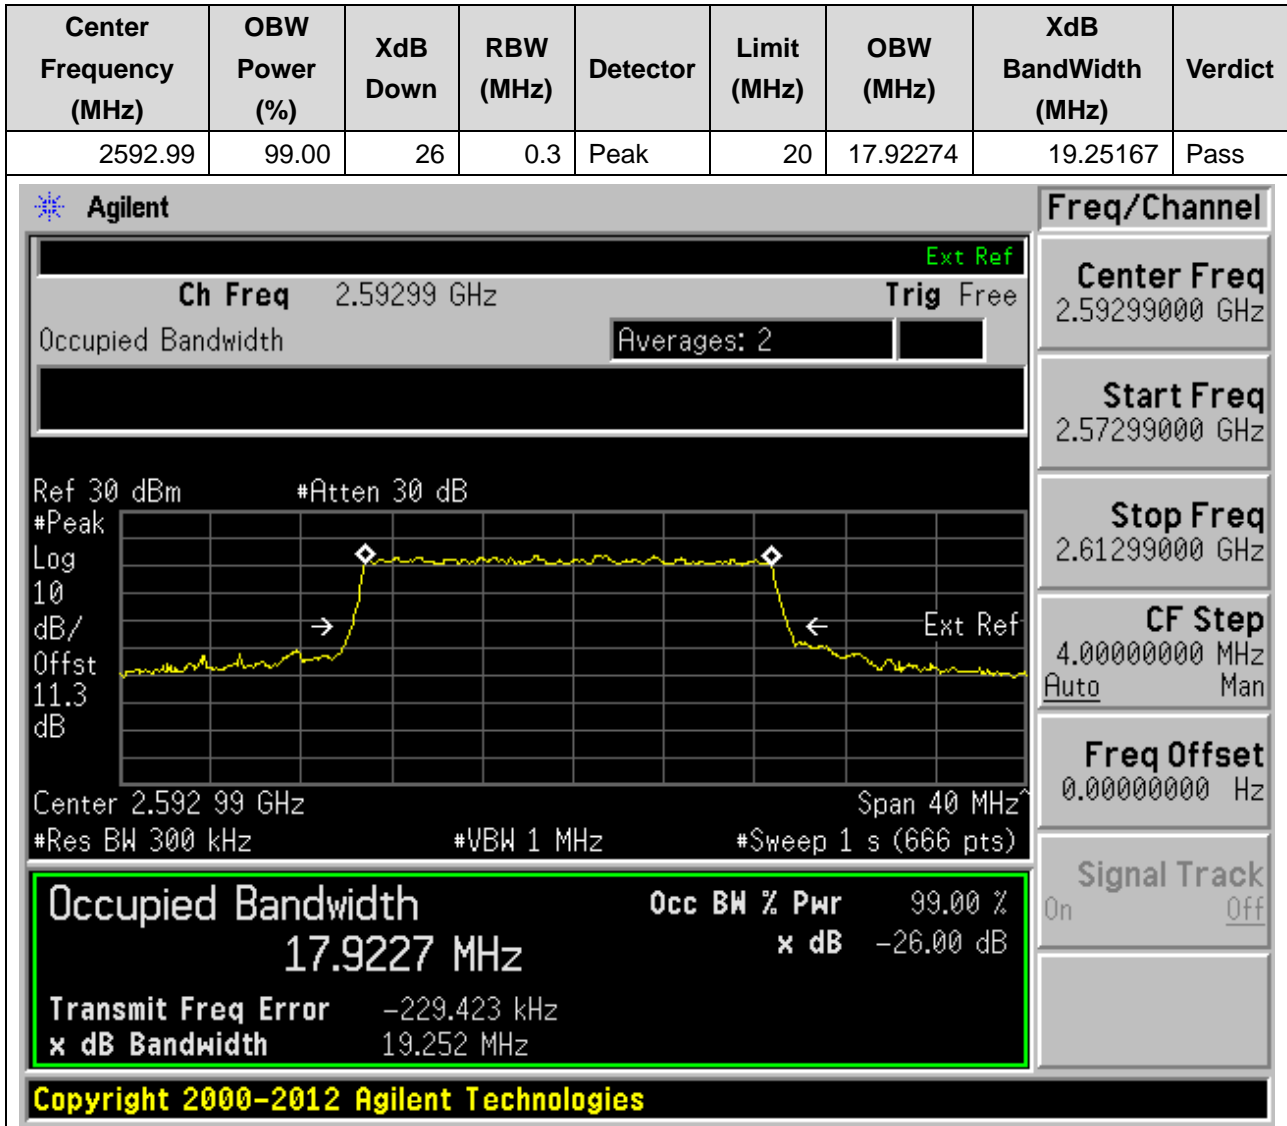 Center Frequency (MHz) OBW Power (%) XdB Down RBW (MHz) Detector Limit (MHz) OBW (MHz) XdB BandWidth (MHz) Verdict
2592.99 99.00 26 0.3 Peak 20 17.92274 19.25167 Pass
Agilent
Freq/Channel
Ext Ref
Ch Freq 2.59299 GHz Trig Free
Occupied Bandwidth Averages: 2
Ref 30 dBm #Atten 30 dB
#Peak
Log
10
dB/
Offst
11.3
dB
Ext Ref
Center 2.592 99 GHz Span 40 MHz^
#Res BW 300 kHz #VBW 1 MHz #Sweep 1 s (666 pts)
Occupied Bandwidth
17.9227 MHz
Occ BW % Pwr 99.00 %
x dB -26.00 dB
Transmit Freq Error -229.423 kHz
x dB Bandwidth 19.252 MHz
Center Freq
2.59299000 GHz
Start Freq
2.57299000 GHz
Stop Freq
2.61299000 GHz
CF Step
4.00000000 MHz
Auto Man
Freq Offset
0.00000000 Hz
Signal Track
On Off
Copyright 2000-2012 Agilent Technologies